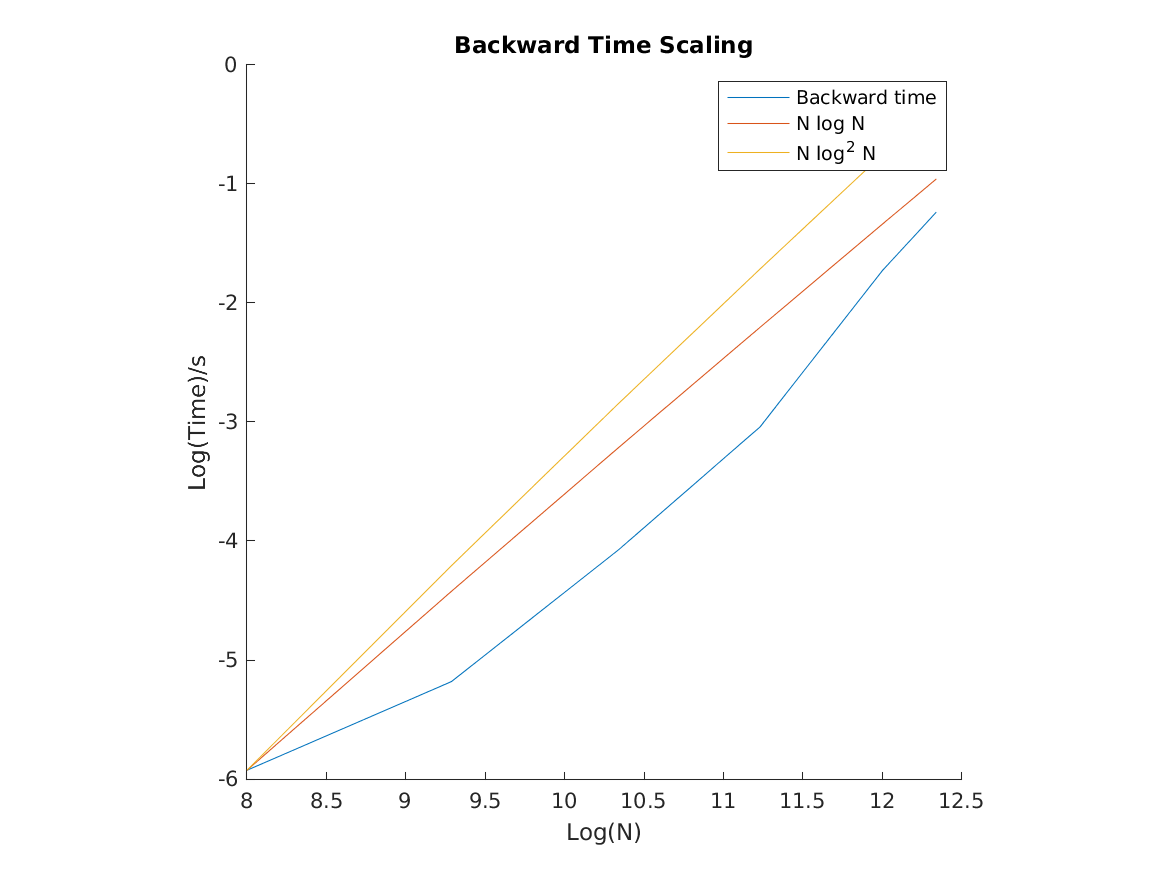 Backward Time Scaling
Backward time
N log N
N log² N
0
-1
-2
-3
-4
-5
-6
Log(Time)/s
8 8.5 9 9.5 10 10.5 11 11.5 12 12.5
Log(N)